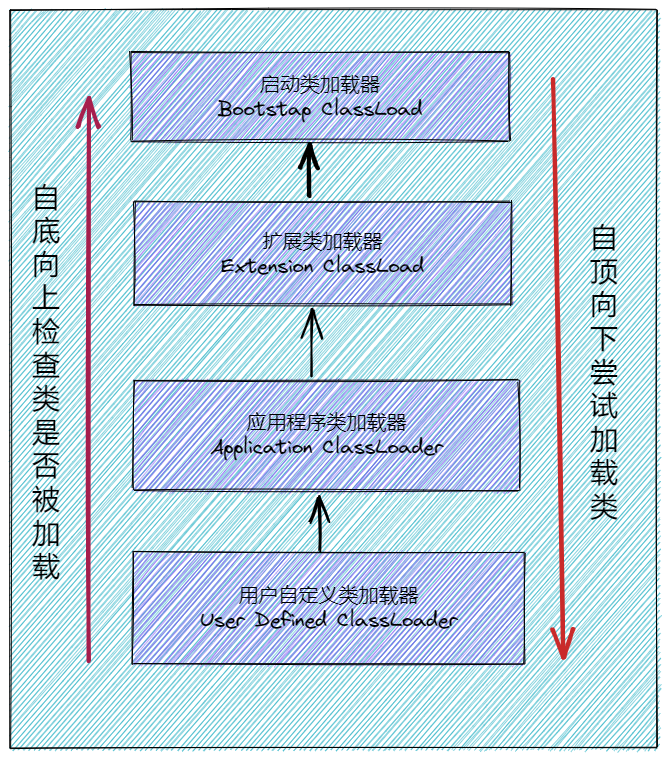 启动类加载器
Bootstap ClassLoad
扩展类加载器
Extension ClassLoad
应用程序类加载器
Application ClassLoader
用户自定义类加载器
User Defined ClassLoader
自底向上检查类是否被加载
自顶向下尝试加载类